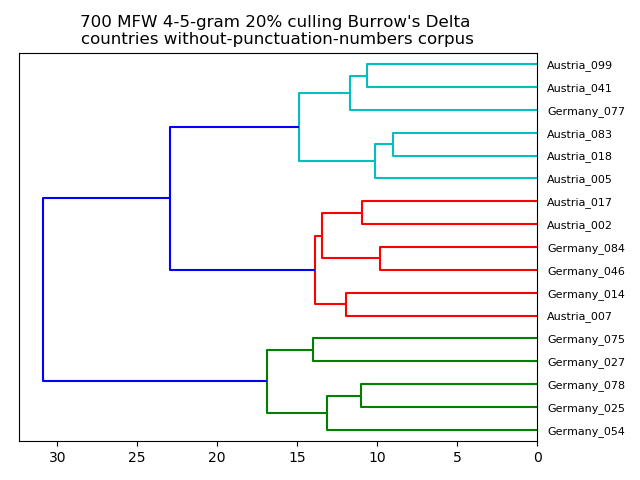 700 MFW 4-5-gram 20% culling Burrow's Delta
countries without-punctuation-numbers corpus
Austria_099
Austria_041
Germany_077
Austria_083
Austria_018
Austria_005
Austria_017
Austria_002
Germany_084
Germany_046
Germany_014
Austria_007
Germany_075
Germany_027
Germany_078
Germany_025
Germany_054
30 25 20 15 10 5 0